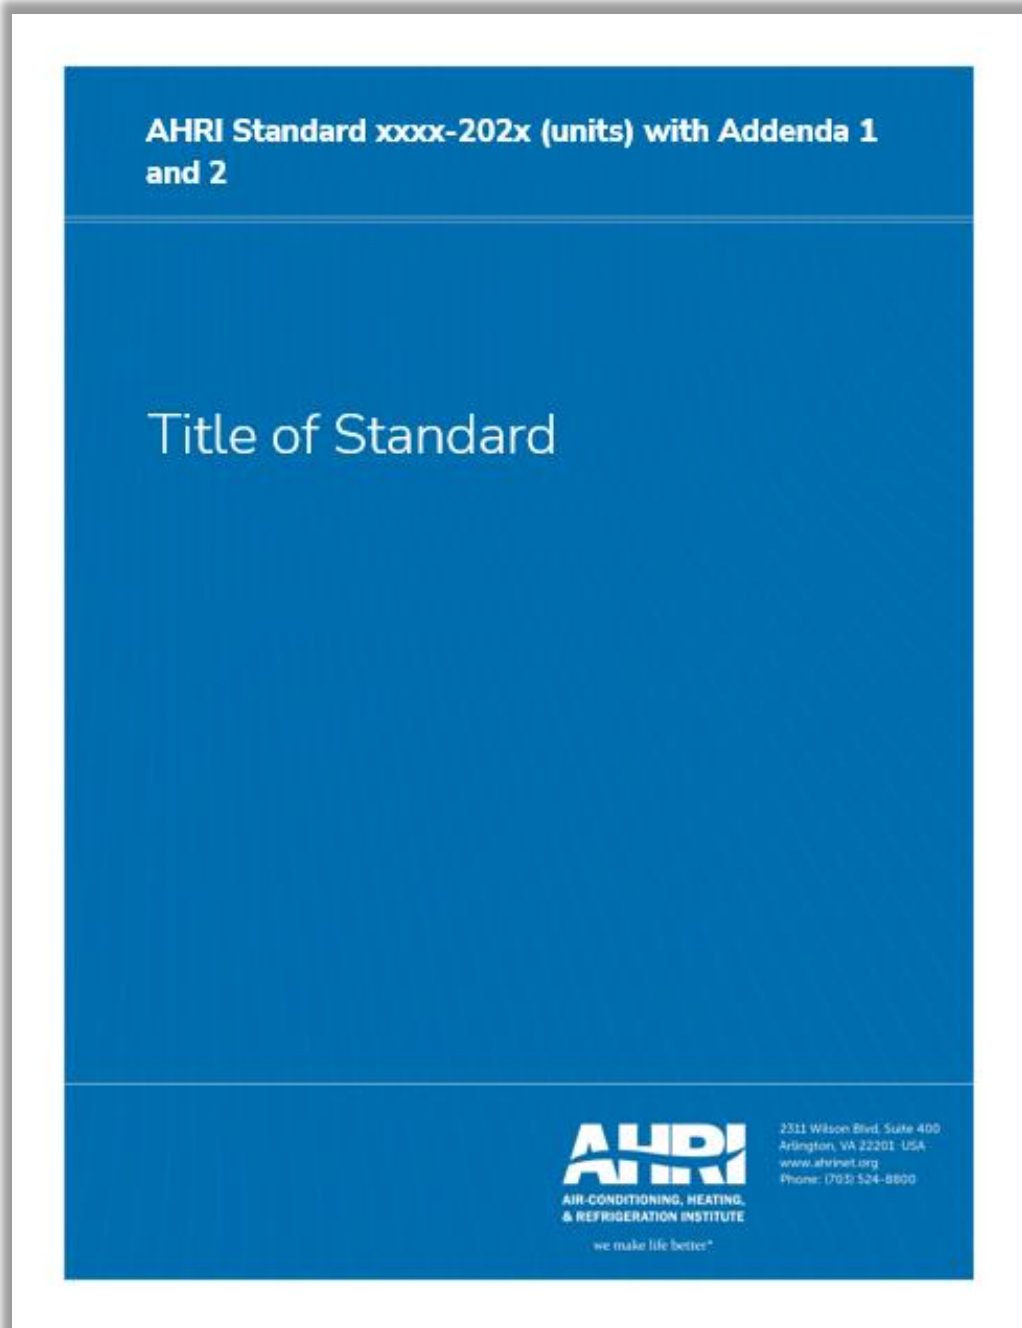 AHRI Standard xxxx-202x (units) with Addenda 1
and 2
Title of Standard
AHRI
AIR-CONDITIONING, HEATING,
& REFRIGERATION INSTITUTE
we make life better®
2311 Wilson Blvd, Suite 400
Arlington, VA 22201 USA
www.ahrinet.org
Phone: (703) 524-8800